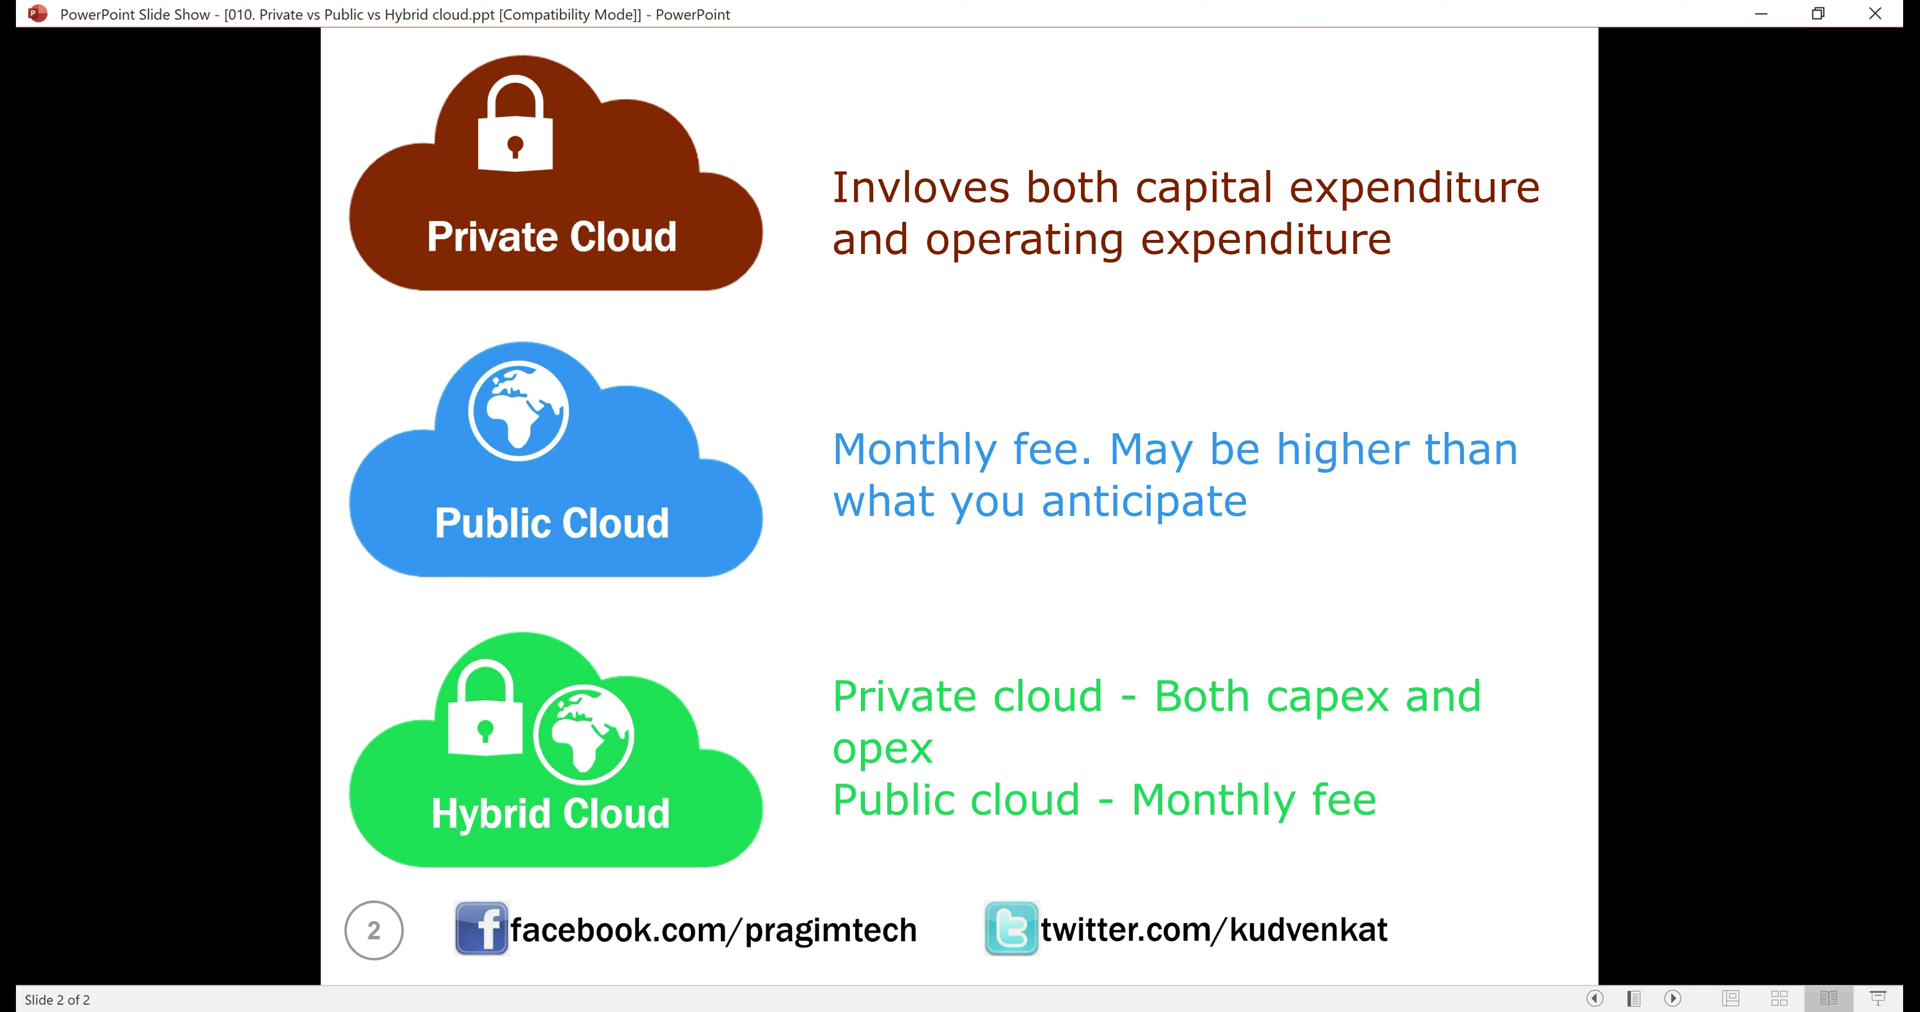 PowerPoint Slide Show - [010. Private vs Public vs Hybrid cloud.ppt [Compatibility Mode]] - PowerPoint
Private Cloud
Invloves both capital expenditure
and operating expenditure
Public Cloud
Monthly fee. May be higher than
what you anticipate
Hybrid Cloud
Private cloud - Both capex and
opex
Public cloud - Monthly fee
2
facebook.com/pragimtech
twitter.com/kudvenkat
Slide 2 of 2